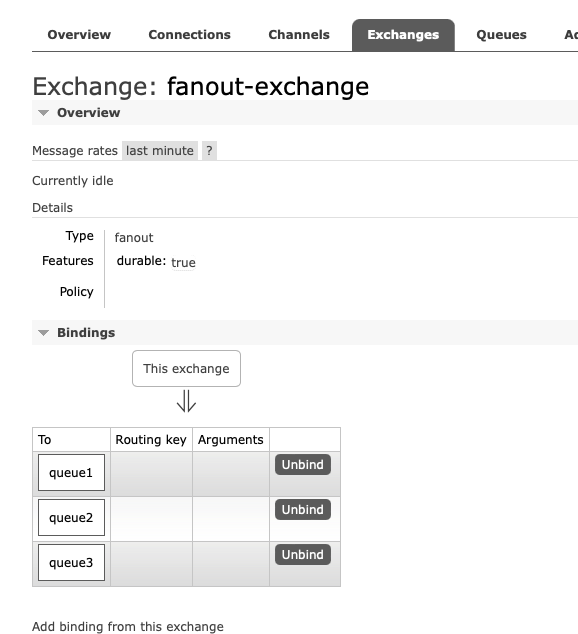 Overview Connections Channels Exchanges Queues
Exchange: fanout-exchange
Overview
Message rates last minute ?
Currently idle
Details
Type fanout
Features durable: true
Policy
Bindings
This exchange
⇓
To Routing key Arguments
queue1 Unbind
queue2 Unbind
queue3 Unbind
Add binding from this exchange